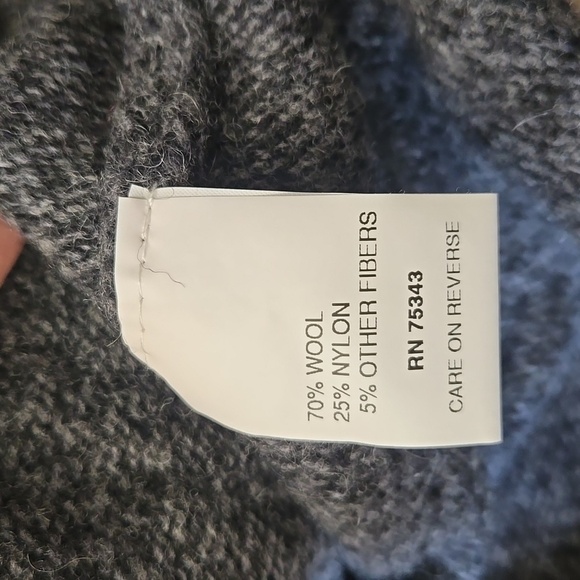 70% WOOL
25% NYLON
5% OTHER FIBERS
RN 75343
CARE ON REVERSE